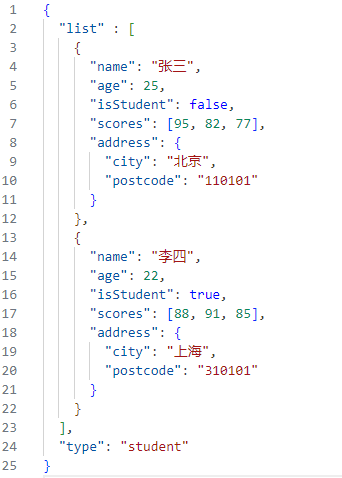 1 {
2   "list" : [
3     {
4       "name": "张三",
5       "age": 25,
6       "isStudent": false,
7       "scores": [95, 82, 77],
8       "address": {
9         "city": "北京",
10         "postcode": "110101"
11       }
12     },
13     {
14       "name": "李四",
15       "age": 22,
16       "isStudent": true,
17       "scores": [88, 91, 85],
18       "address": {
19         "city": "上海",
20         "postcode": "310101"
21       }
22     }
23   ],
24   "type": "student"
25 }